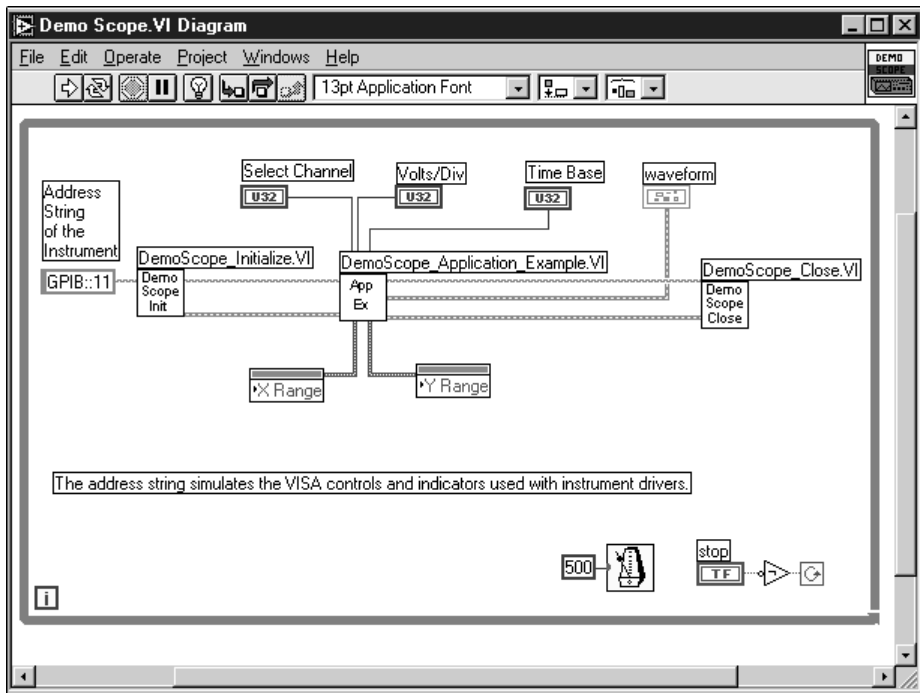 Demo Scope.VI Diagram
File Edit Operate Project Windows Help
DEMO
SCOPE
13pt Application Font
Select Channel
U32
Volts/Div
U32
Time Base
U32
waveform
Address
String
of the
Instrument
GPIB::11
DemoScope_Initialize.VI
Demo
Scope
Init
DemoScope_Application_Example.VI
App
Ex
DemoScope_Close.VI
Demo
Scope
Close
X Range
Y Range
The address string simulates the VISA controls and indicators used with instrument drivers.
500
stop
TF
i